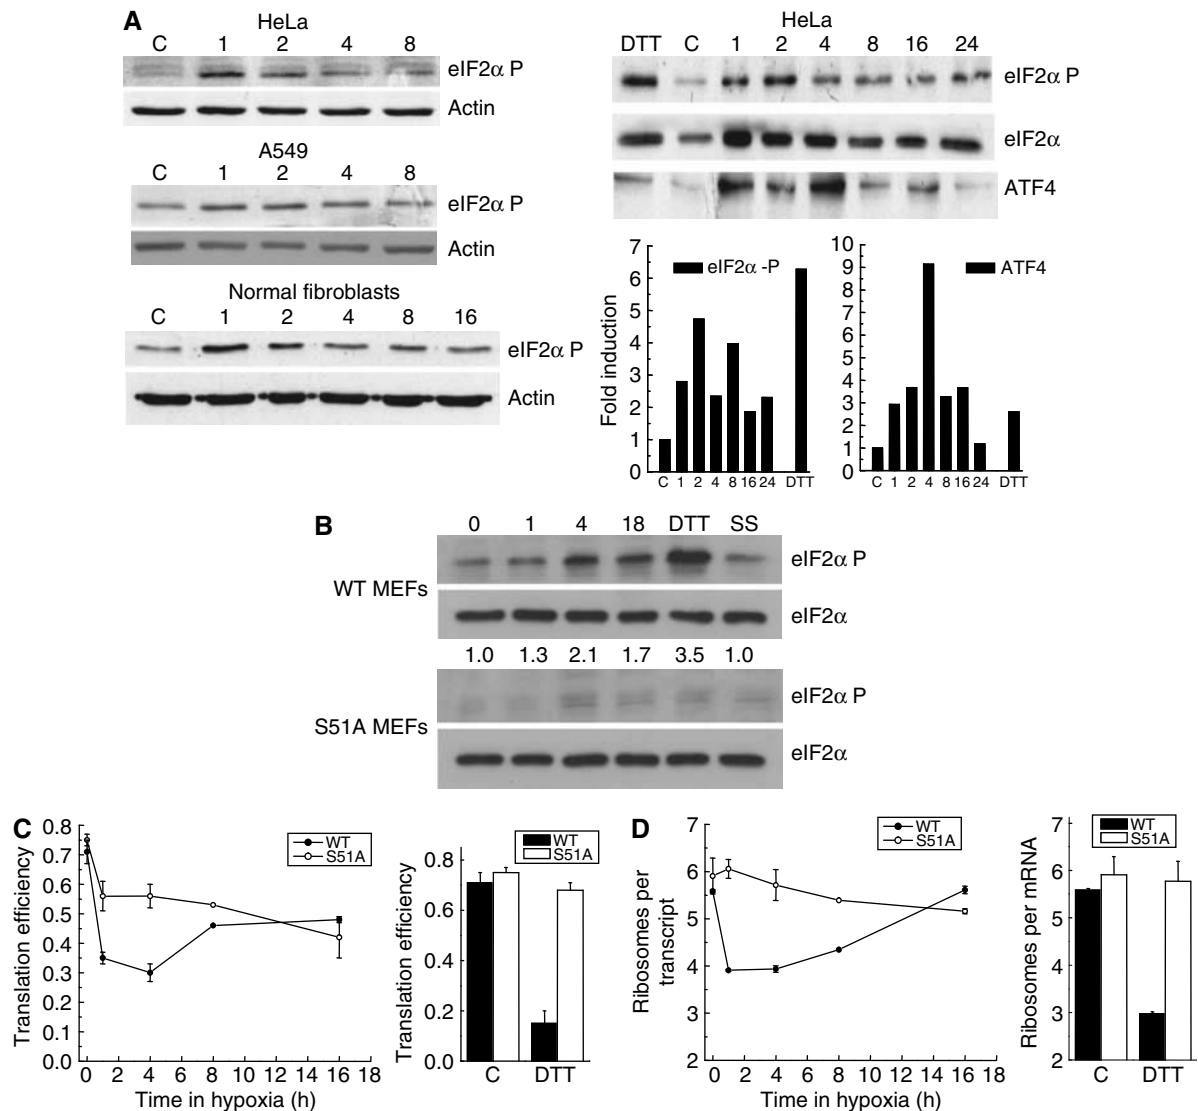 A
HeLa
C 1 2 4 8
eIF2α P
Actin
A549
C 1 2 4 8
eIF2α P
Actin
Normal fibroblasts
C 1 2 4 8 16
eIF2α P
Actin
HeLa
DTT C 1 2 4 8 16 24
eIF2α P
eIF2α
ATF4
Fold induction
7
6
5
4
3
2
1
0
eIF2α -P
C 1 2 4 8 16 24 DTT
10
9
8
7
6
5
4
3
2
1
0
ATF4
C 1 2 4 8 16 24 DTT
B
0 1 4 18 DTT SS
WT MEFs
eIF2α P
eIF2α
1.0 1.3 2.1 1.7 3.5 1.0
S51A MEFs
eIF2α P
eIF2α
C
Translation efficiency
0.8
0.7
0.6
0.5
0.4
0.3
0.2
0.1
0.0
WT
S51A
0 2 4 6 8 10 12 14 16 18
Time in hypoxia (h)
Translation efficiency
0.8
0.6
0.4
0.2
0.0
WT
S51A
C DTT
D
Ribosomes per
transcript
7
6
5
4
3
2
WT
S51A
0 2 4 6 8 10 12 14 16 18
Time in hypoxia (h)
Ribosomes per mRNA
7
6
5
4
3
2
WT
S51A
C DTT